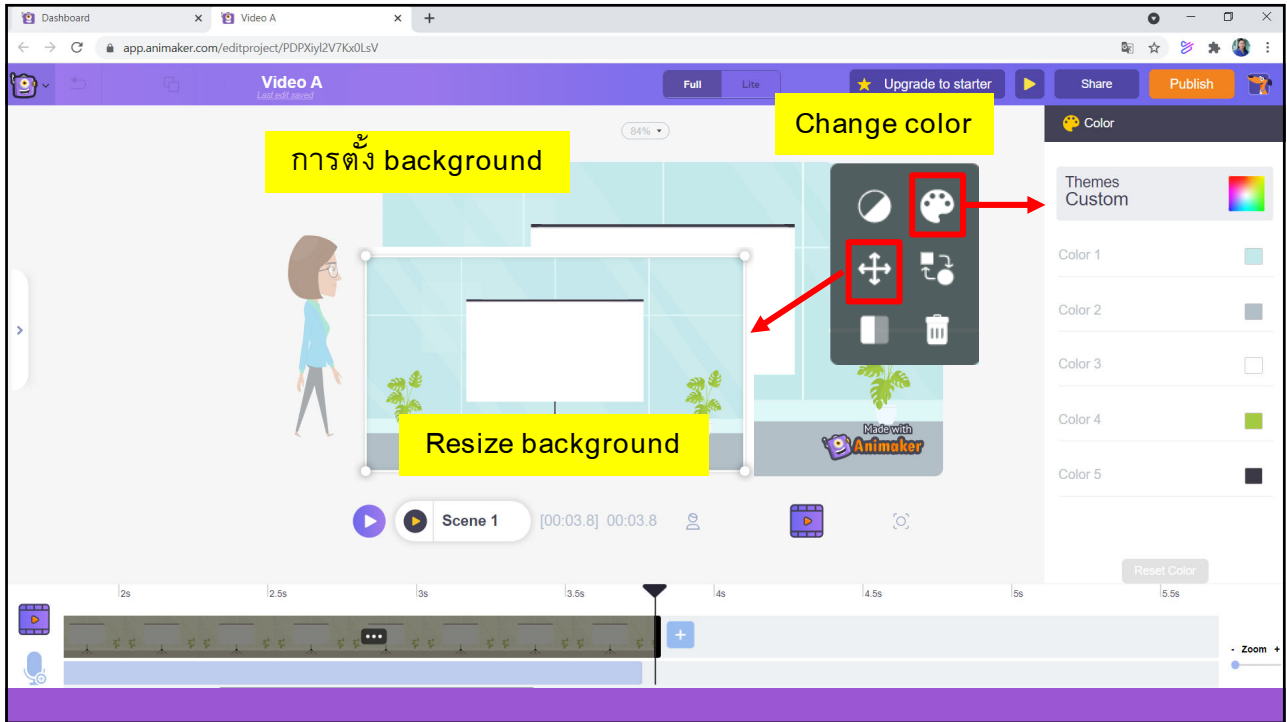 Dashboard
Video A
app.animaker.com/editproject/PDPXiyl2V7Kx0LsV
Video A
Last edit saved
Full
Lite
Upgrade to starter
Share
Publish
84%
การตั้ง background
Change color
Color
Themes
Custom
Color 1
Color 2
Color 3
Color 4
Color 5
Reset Color
Resize background
Made with
Animaker
Scene 1
[00:03.8] 00:03.8
2s
2.5s
3s
3.5s
4s
4.5s
5s
5.5s
- Zoom +